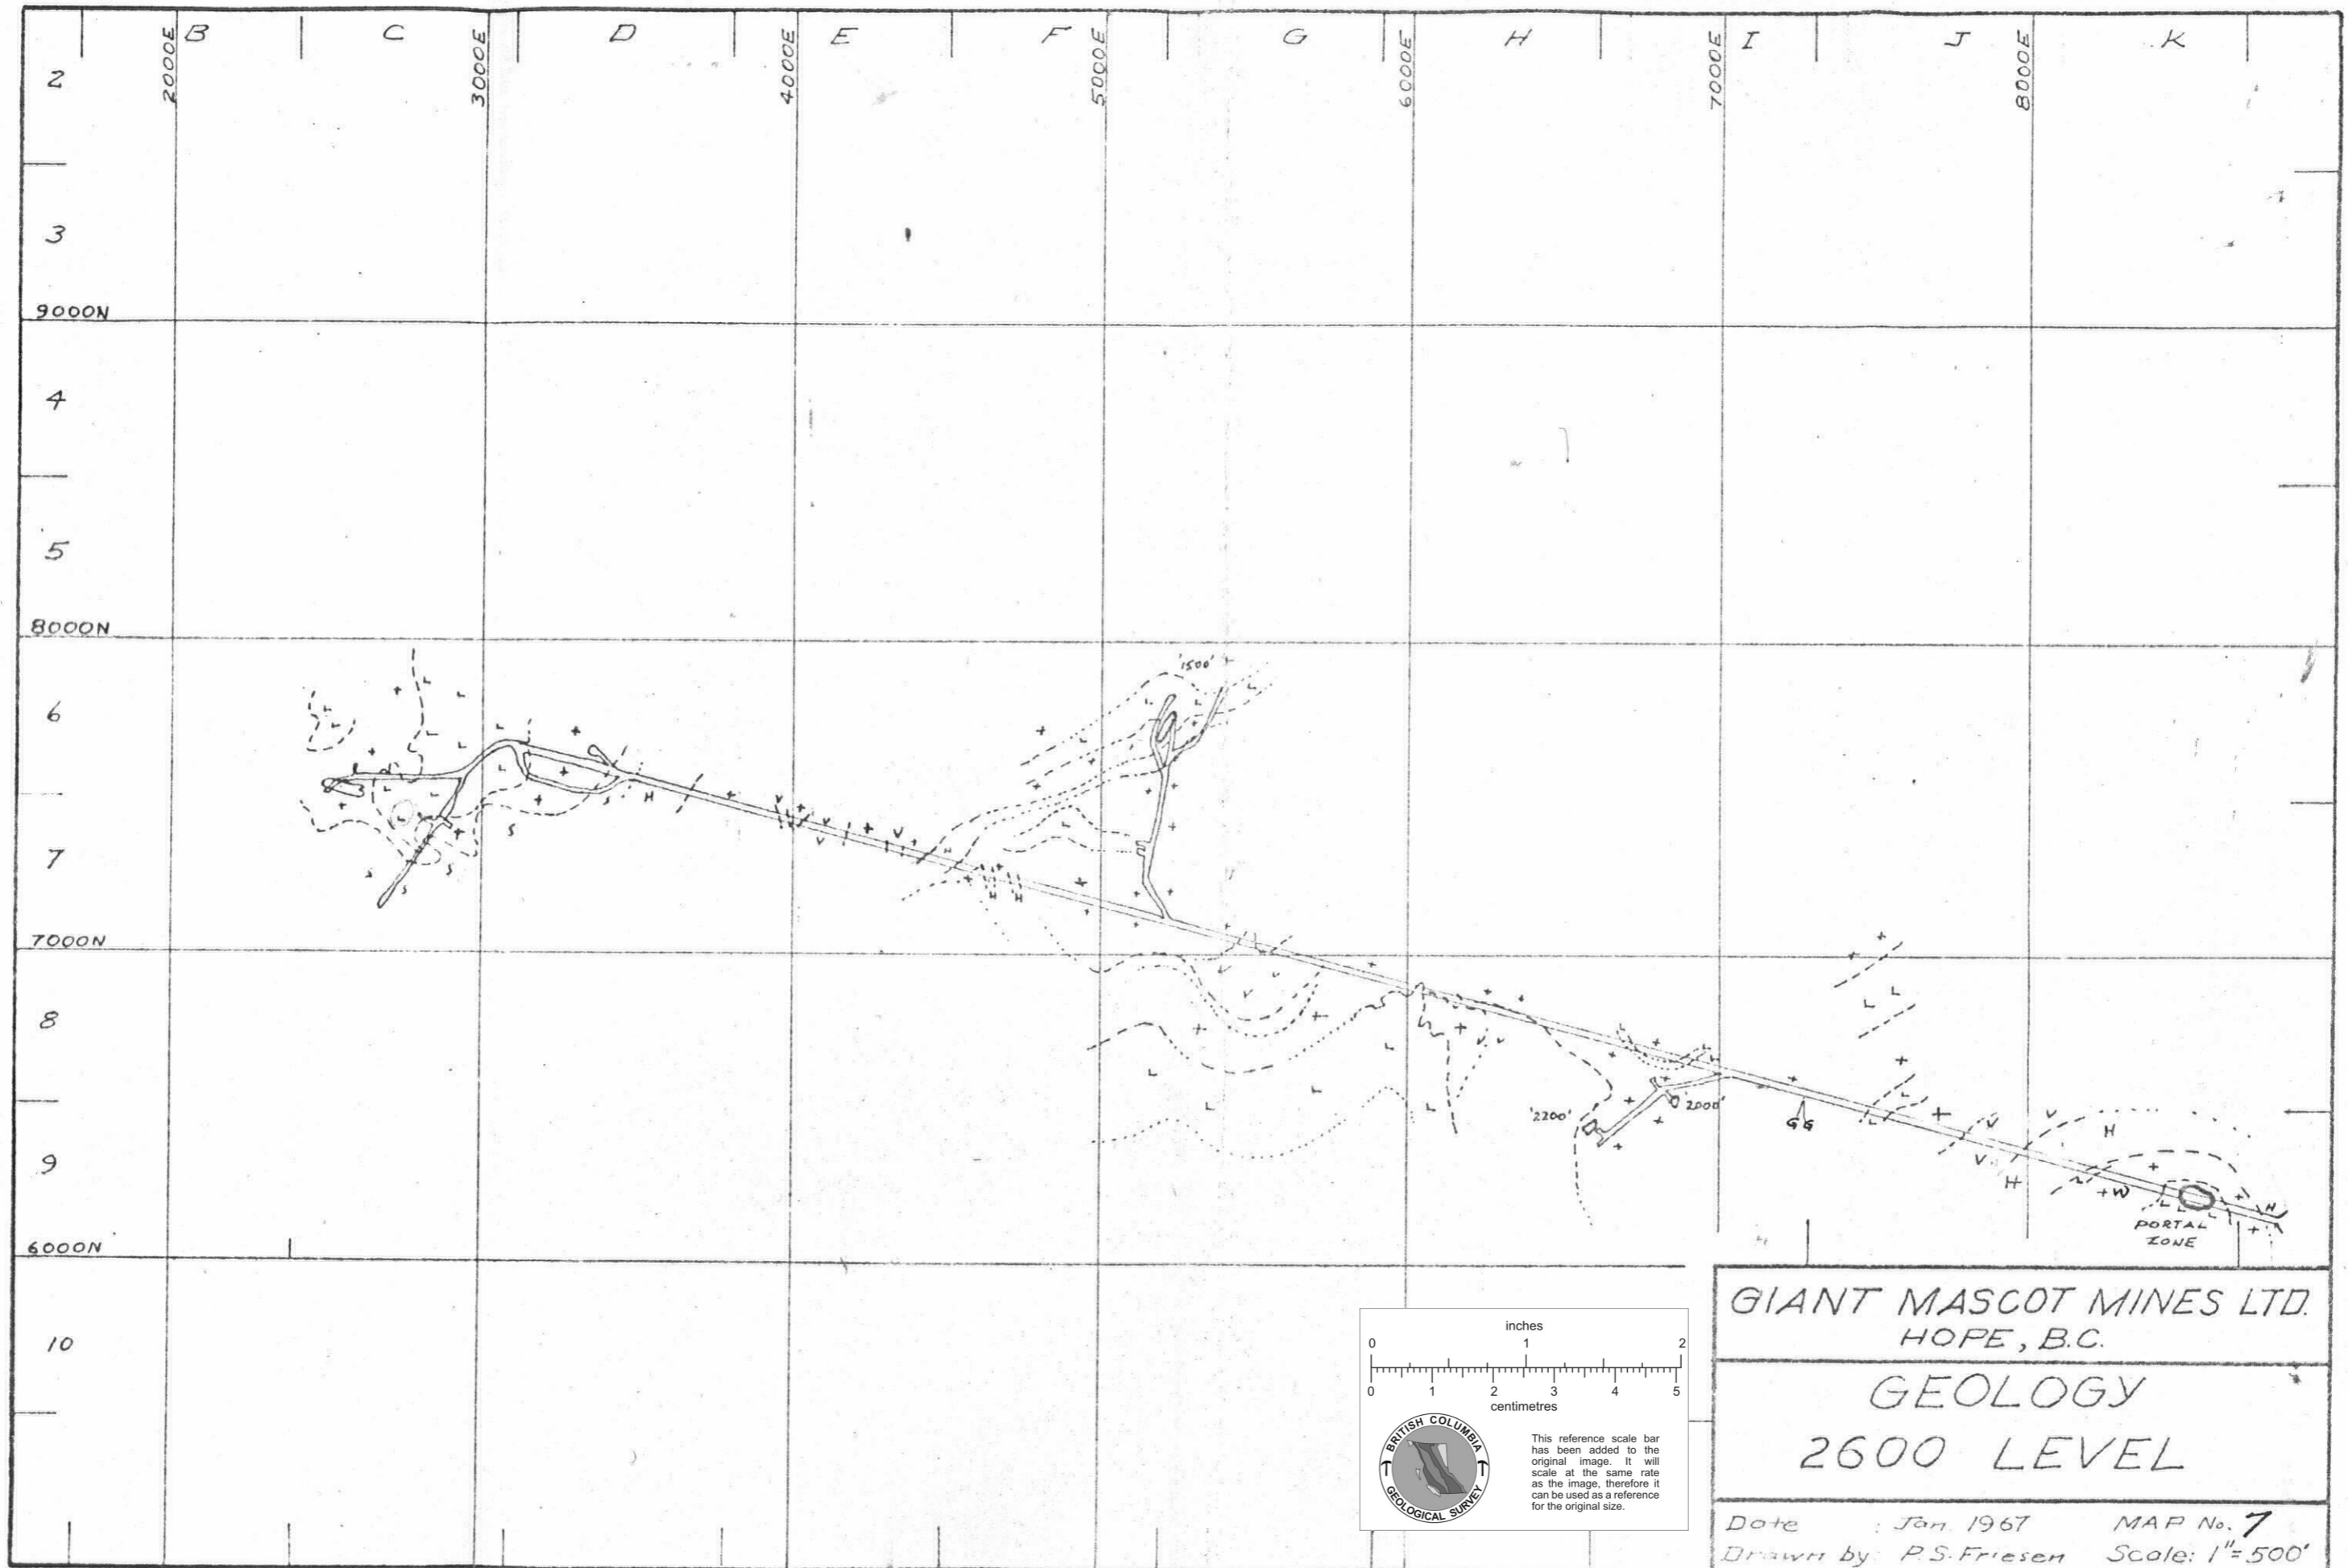 B C D E F G H I J K
2000E 3000E 4000E 5000E 6000E 7000E 8000E
2
3
9000N
4
5
8000N
6
'1500'
7
7000N
8
'2200' '2000'
GG
9
PORTAL
ZONE
6000N
10
inches
0 1 2
0 1 2 3 4 5
centimetres
BRITISH COLUMBIA
GEOLOGICAL SURVEY
This reference scale bar
has been added to the
original image. It will
scale at the same rate
as the image, therefore it
can be used as a reference
for the original size.
GIANT MASCOT MINES LTD.
HOPE, B.C.
GEOLOGY
2600 LEVEL
Date : Jan 1967 MAP No. 7
Drawn by P.S. Friesen Scale: 1"=500'